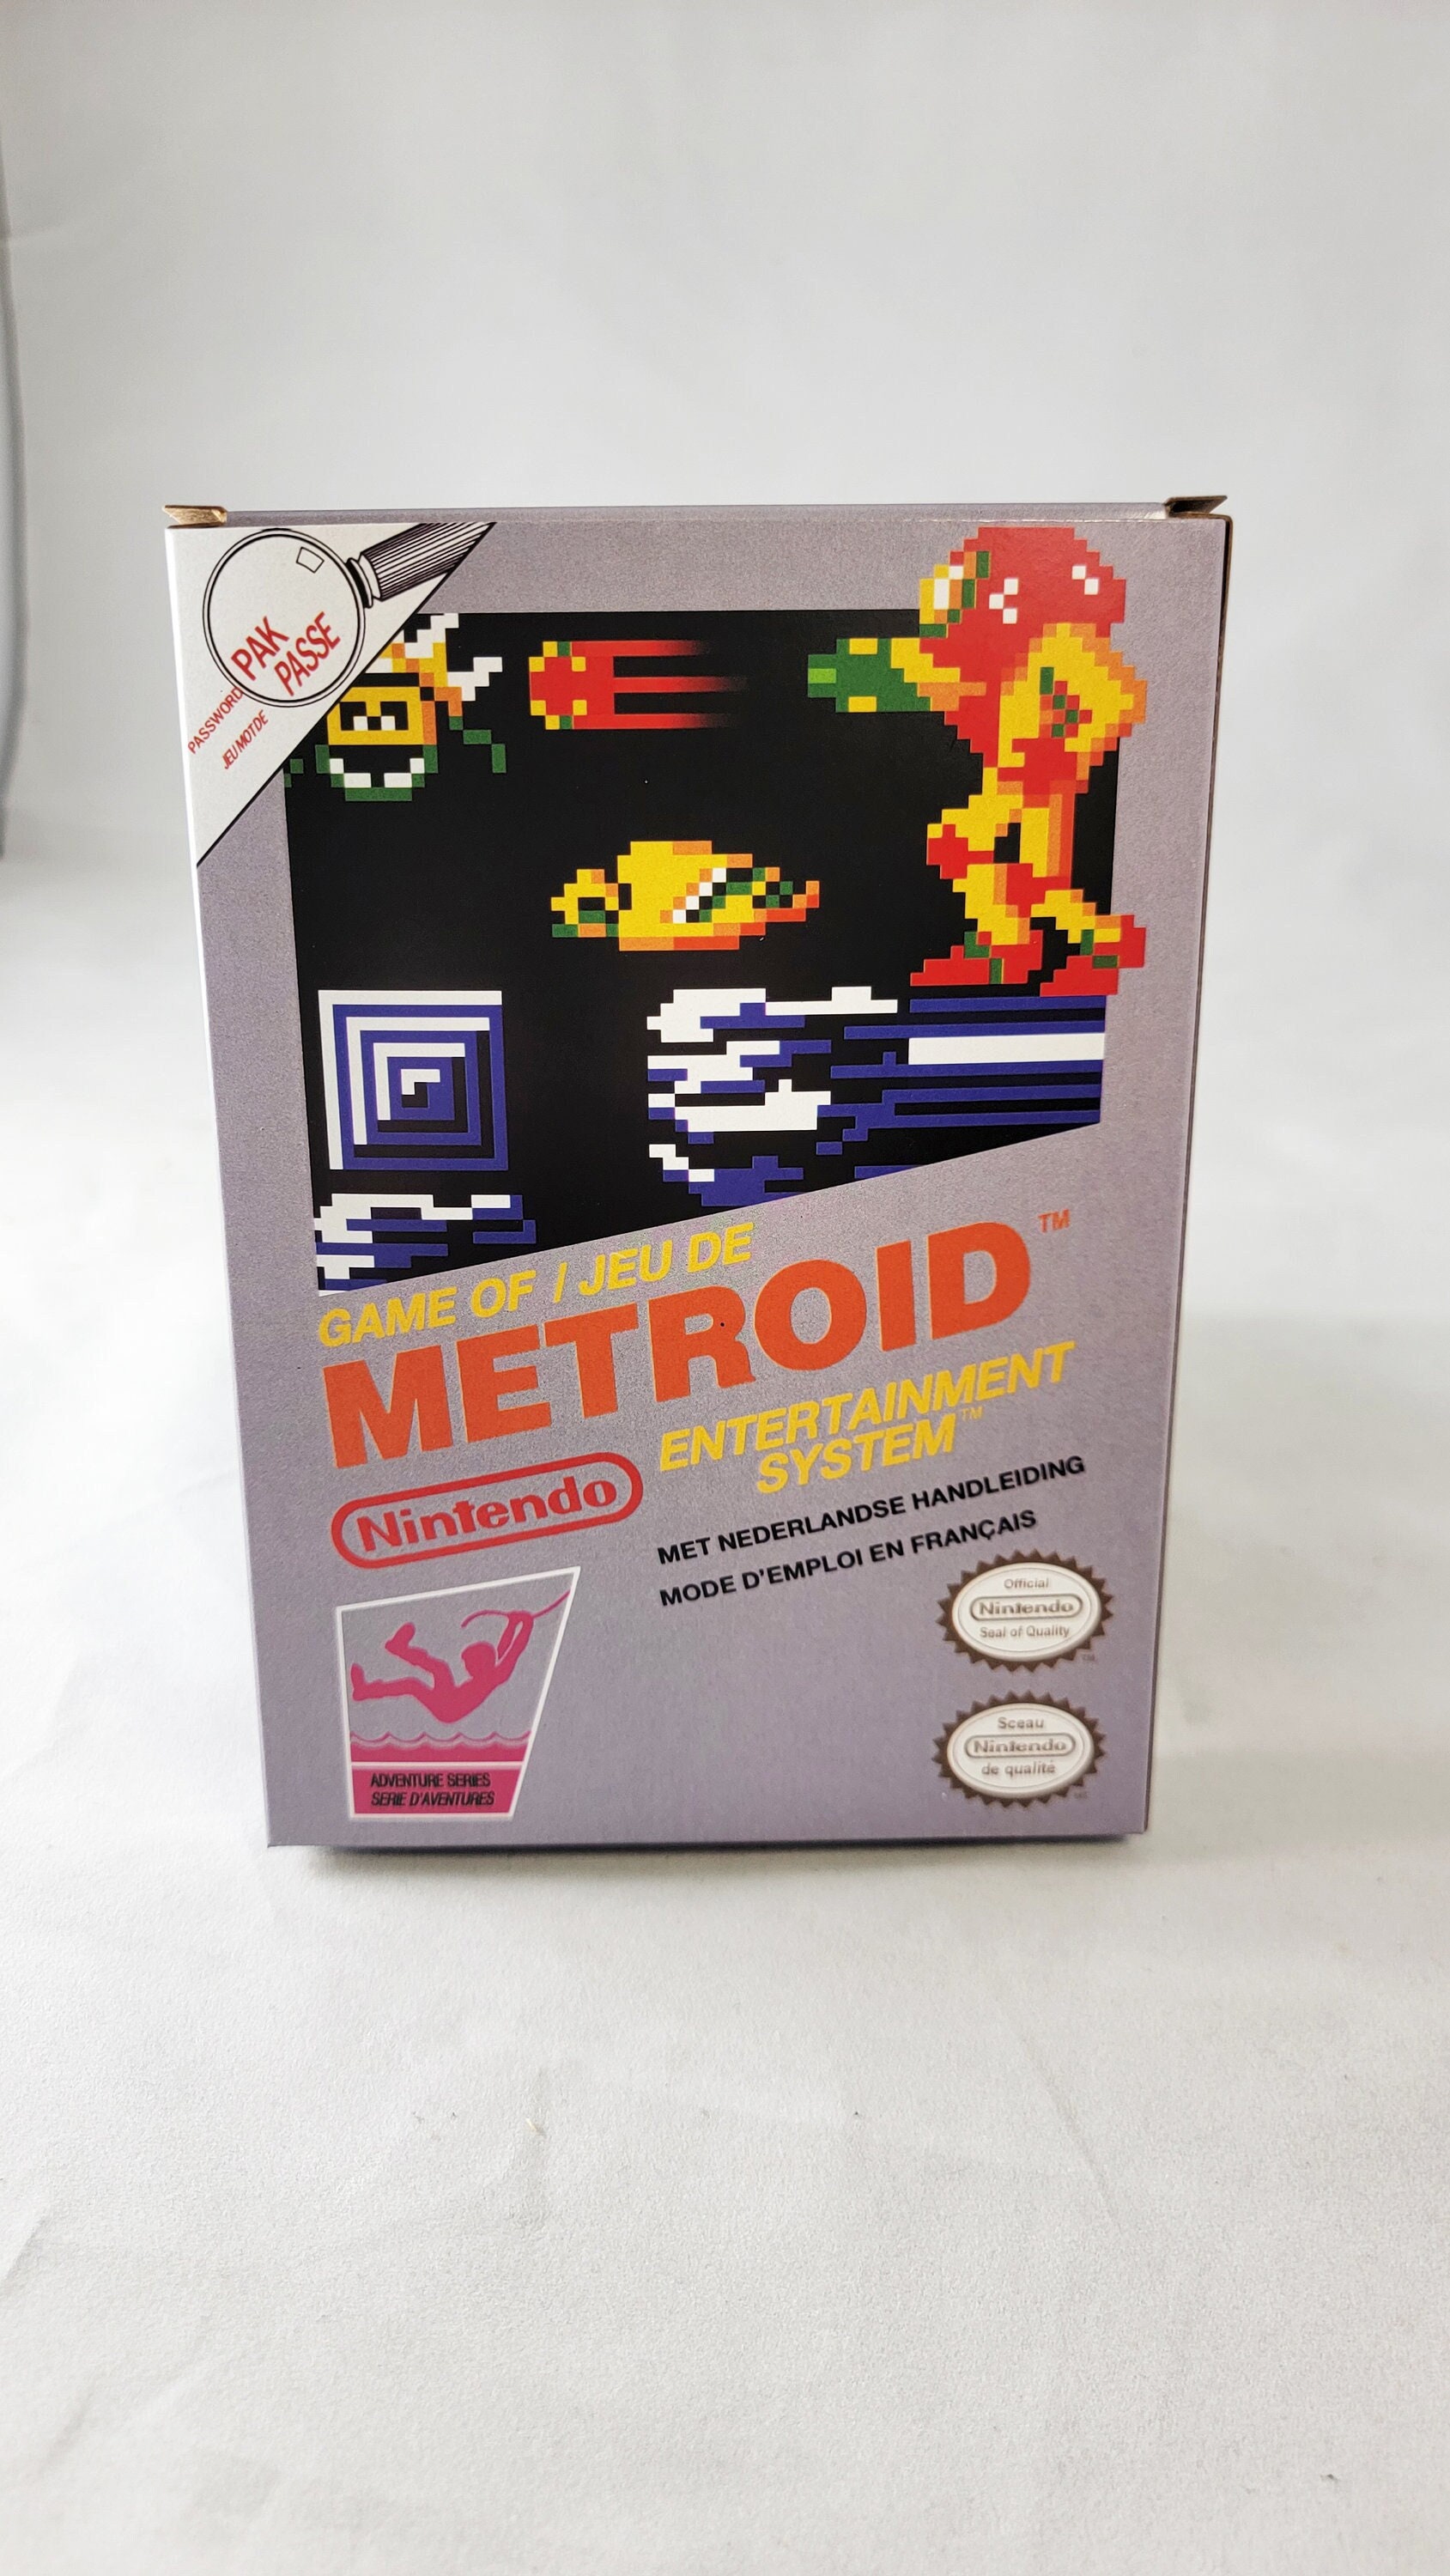 PAK
PASSE
PASSWORD
JEU MOT DE
GAME OF / JEU DE
METROID™
ENTERTAINMENT
SYSTEM™
Nintendo
MET NEDERLANDSE HANDLEIDING
MODE D'EMPLOI EN FRANÇAIS
Official
Nintendo
Seal of Quality
TM
Sceau
Nintendo
de qualité
ADVENTURE SERIES
SERIE D'AVENTURES